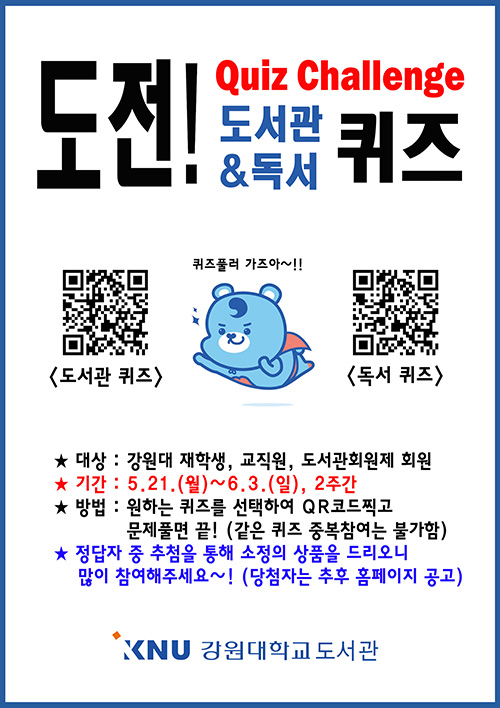 도전!
Quiz Challenge
도서관
&독서
퀴즈
퀴즈풀러 가즈아~!!
<도서관 퀴즈>
<독서 퀴즈>
★ 대상 : 강원대 재학생, 교직원, 도서관회원제 회원
★ 기간 : 5.21.(월)~6.3.(일), 2주간
★ 방법 : 원하는 퀴즈를 선택하여 QR코드찍고
문제풀면 끝! (같은 퀴즈 중복참여는 불가함)
★ 정답자 중 추첨을 통해 소정의 상품을 드리오니
많이 참여해주세요~! (당첨자는 추후 홈페이지 공고)
KNU 강원대학교도서관